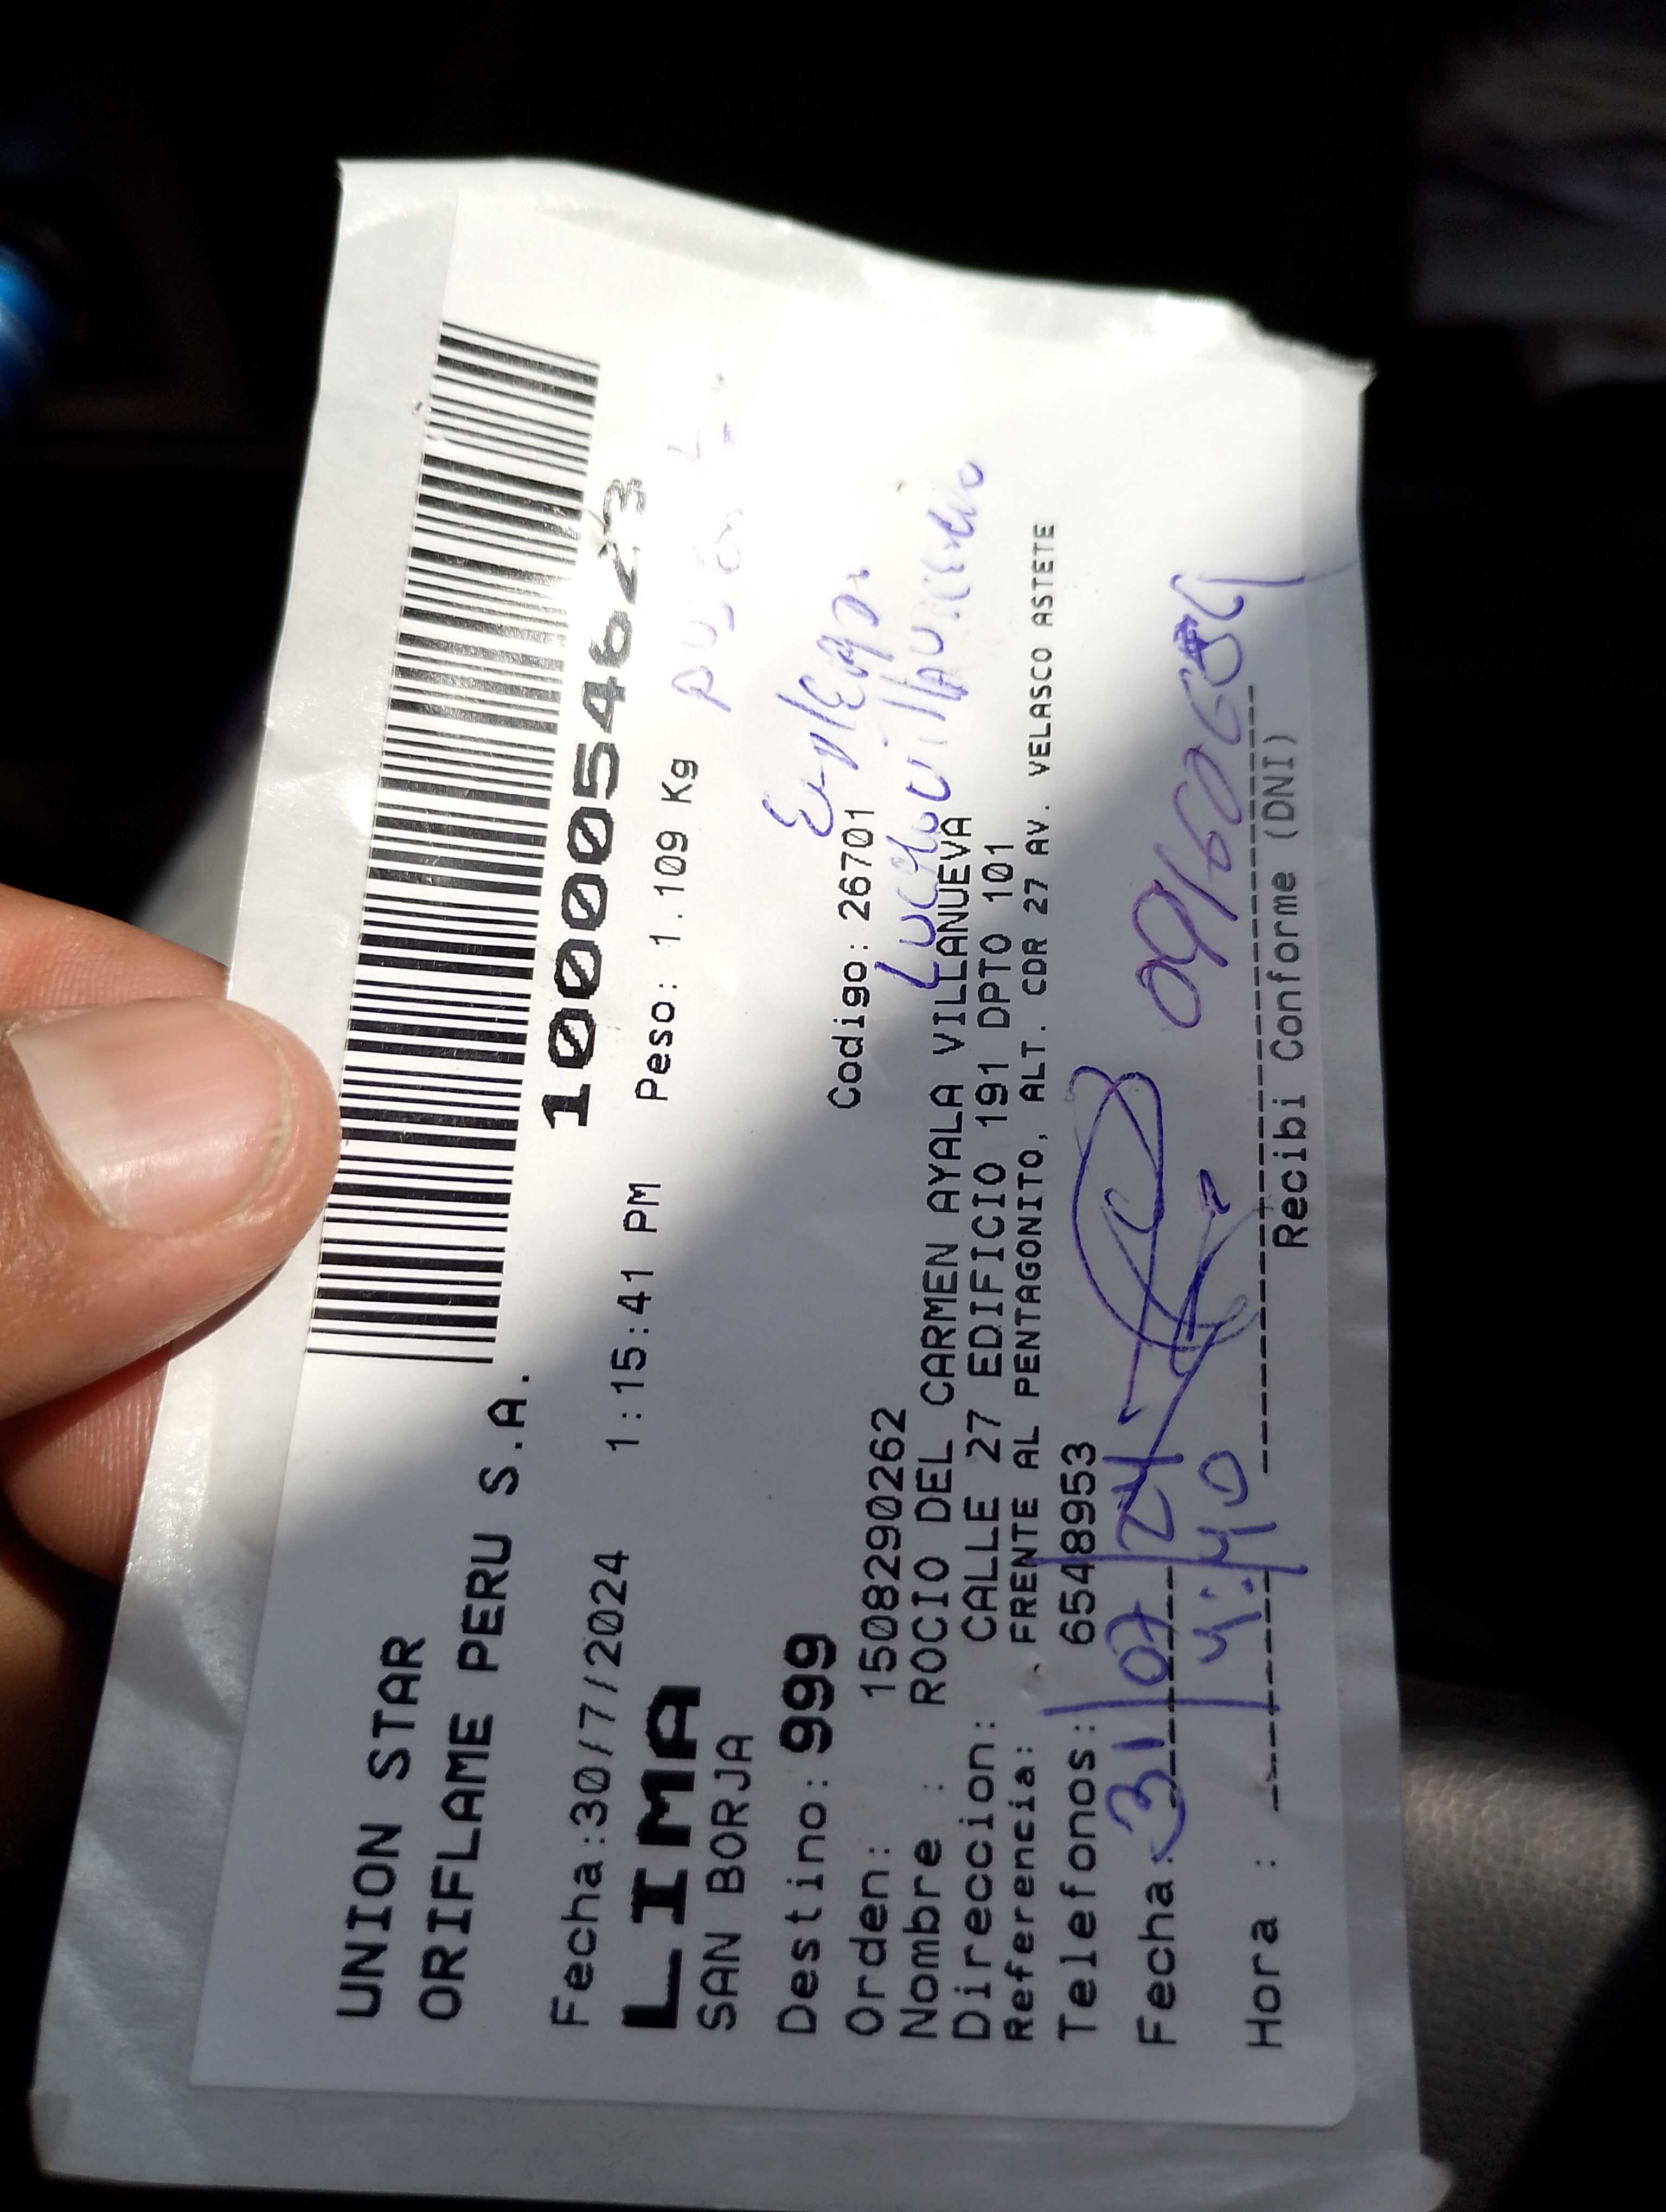 UNION STAR
ORIFLAME PERU S.A.
1000054623
Fecha:30/7/2024 1:15:41 PM Peso: 1.109 Kg
LIMA
SAN BORJA
Destino: 999
Orden: 1508290262 Codigo: 26701
Nombre : ROCIO DEL CARMEN AYALA VILLANUEVA
Direccion: CALLE 27 EDIFICIO 191 DPTO 101
Referencia: FRENTE AL PENTAGONITO, ALT. CDR 27 AV. VELASCO ASTETE
Telefonos: 6548953
Fecha: 31/07/24
Hora : 4:40
Recibi Conforme (DNI)